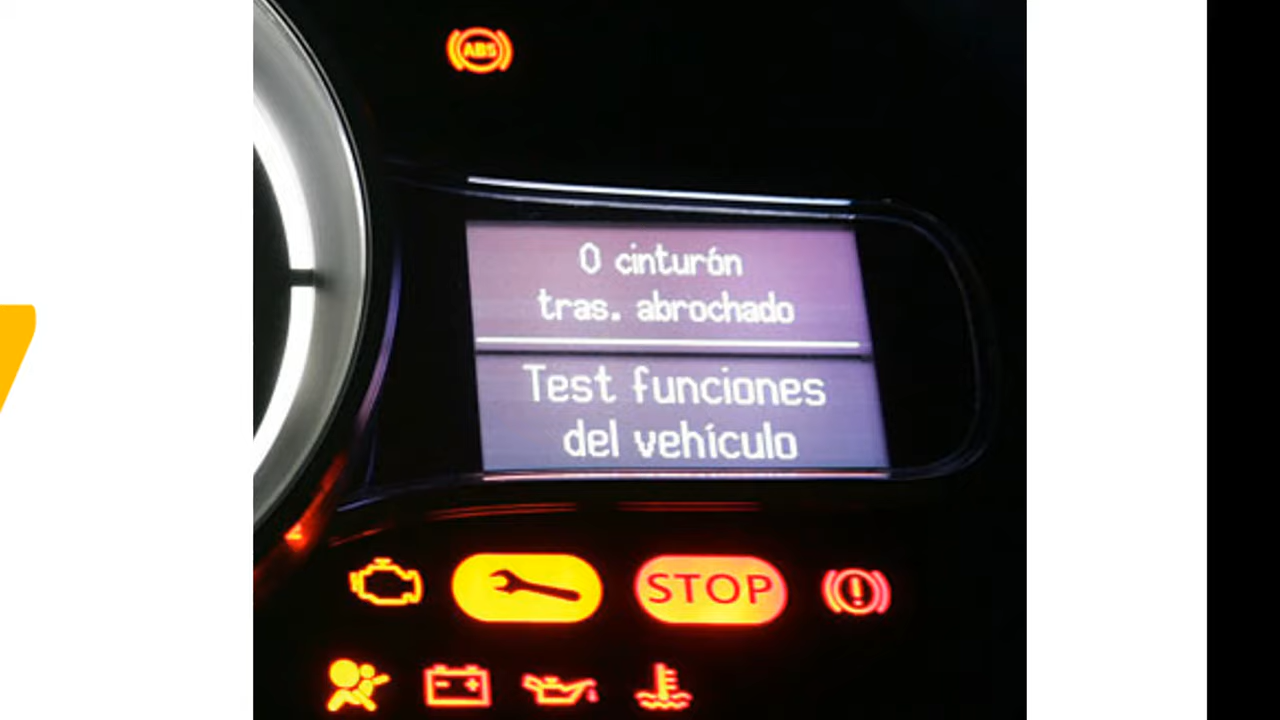 ABS
0 cinturón
tras. abrochado
Test funciones
del vehículo
STOP